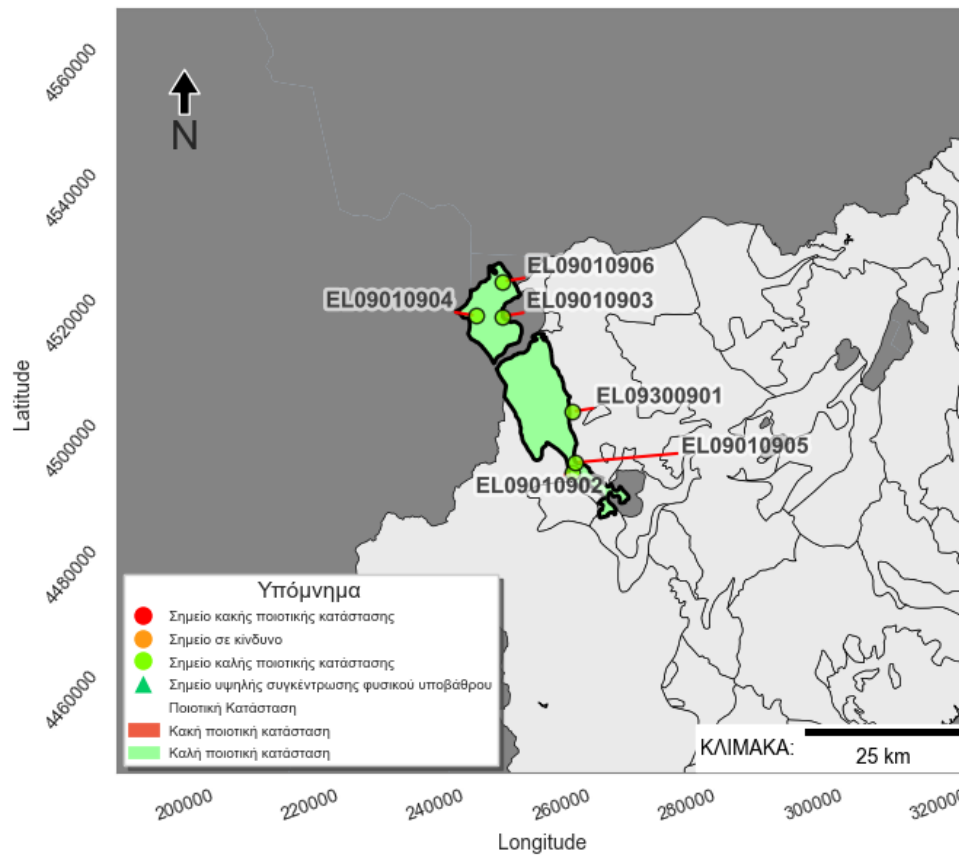 4560000
4540000
4520000
4500000
4480000
4460000
Latitude
N
EL09010906
EL09010904
EL09010903
EL09300901
EL09010905
EL09010902
Υπόμνημα
Σημείο κακής ποιοτικής κατάστασης
Σημείο σε κίνδυνο
Σημείο καλής ποιοτικής κατάστασης
Σημείο υψηλής συγκέντρωσης φυσικού υποβάθρου
Ποιοτική Κατάσταση
Κακή ποιοτική κατάσταση
Καλή ποιοτική κατάσταση
ΚΛΙΜΑΚΑ:
25 km
200000
220000
240000
260000
280000
300000
320000
Longitude